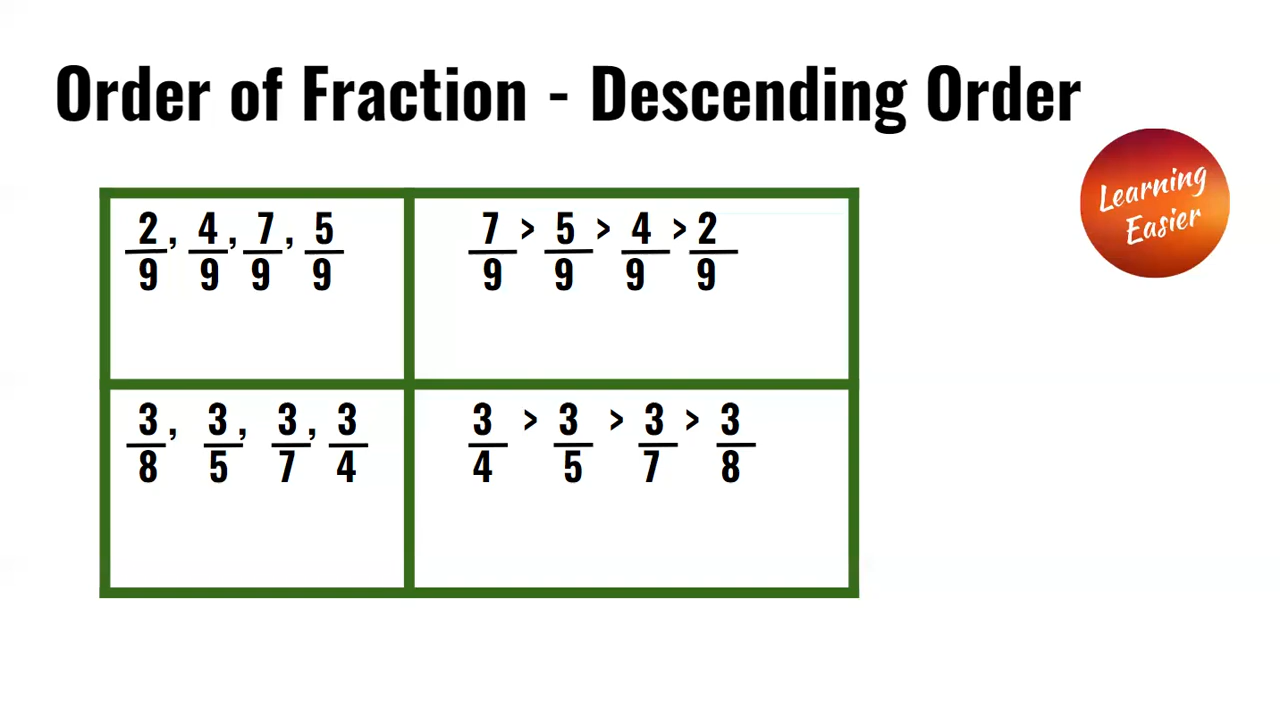 Order of Fraction - Descending Order
Learning
Easier
2/9, 4/9, 7/9, 5/9
7/9 > 5/9 > 4/9 > 2/9
3/8, 3/5, 3/7, 3/4
3/4 > 3/5 > 3/7 > 3/8